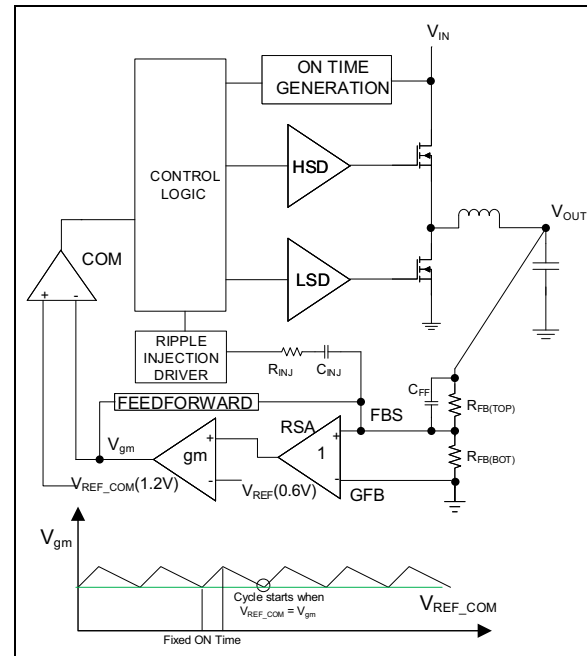 V_IN
ON TIME
GENERATION
CONTROL
LOGIC
HSD
V_OUT
COM
LSD
+ -
RIPPLE
INJECTION
DRIVER
R_INJ
C_INJ
C_FF
R_FB(TOP)
FEEDFORWARD
RSA
FBS
V_gm
+
+
gm
1
R_FB(BOT)
V_REF_COM(1.2V)
-
V_REF(0.6V)
-
GFB
V_gm
Cycle starts when
V_REF_COM = V_gm
V_REF_COM
Fixed ON Time